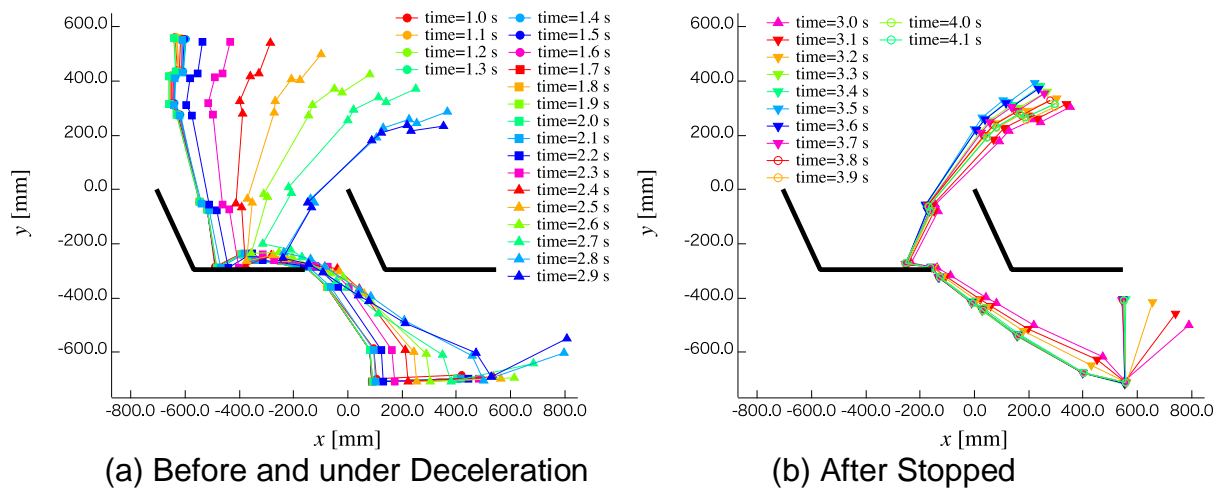 600.0
400.0
200.0
0.0
-200.0
-400.0
-600.0
y [mm]
-800.0 -600.0 -400.0 -200.0 0.0 200.0 400.0 600.0 800.0
x [mm]
time=1.0 s
time=1.1 s
time=1.2 s
time=1.3 s
time=1.4 s
time=1.5 s
time=1.6 s
time=1.7 s
time=1.8 s
time=1.9 s
time=2.0 s
time=2.1 s
time=2.2 s
time=2.3 s
time=2.4 s
time=2.5 s
time=2.6 s
time=2.7 s
time=2.8 s
time=2.9 s
(a) Before and under Deceleration
600.0
400.0
200.0
0.0
-200.0
-400.0
-600.0
y [mm]
-800.0 -600.0 -400.0 -200.0 0.0 200.0 400.0 600.0 800.0
x [mm]
time=3.0 s
time=3.1 s
time=3.2 s
time=3.3 s
time=3.4 s
time=3.5 s
time=3.6 s
time=3.7 s
time=3.8 s
time=3.9 s
time=4.0 s
time=4.1 s
(b) After Stopped